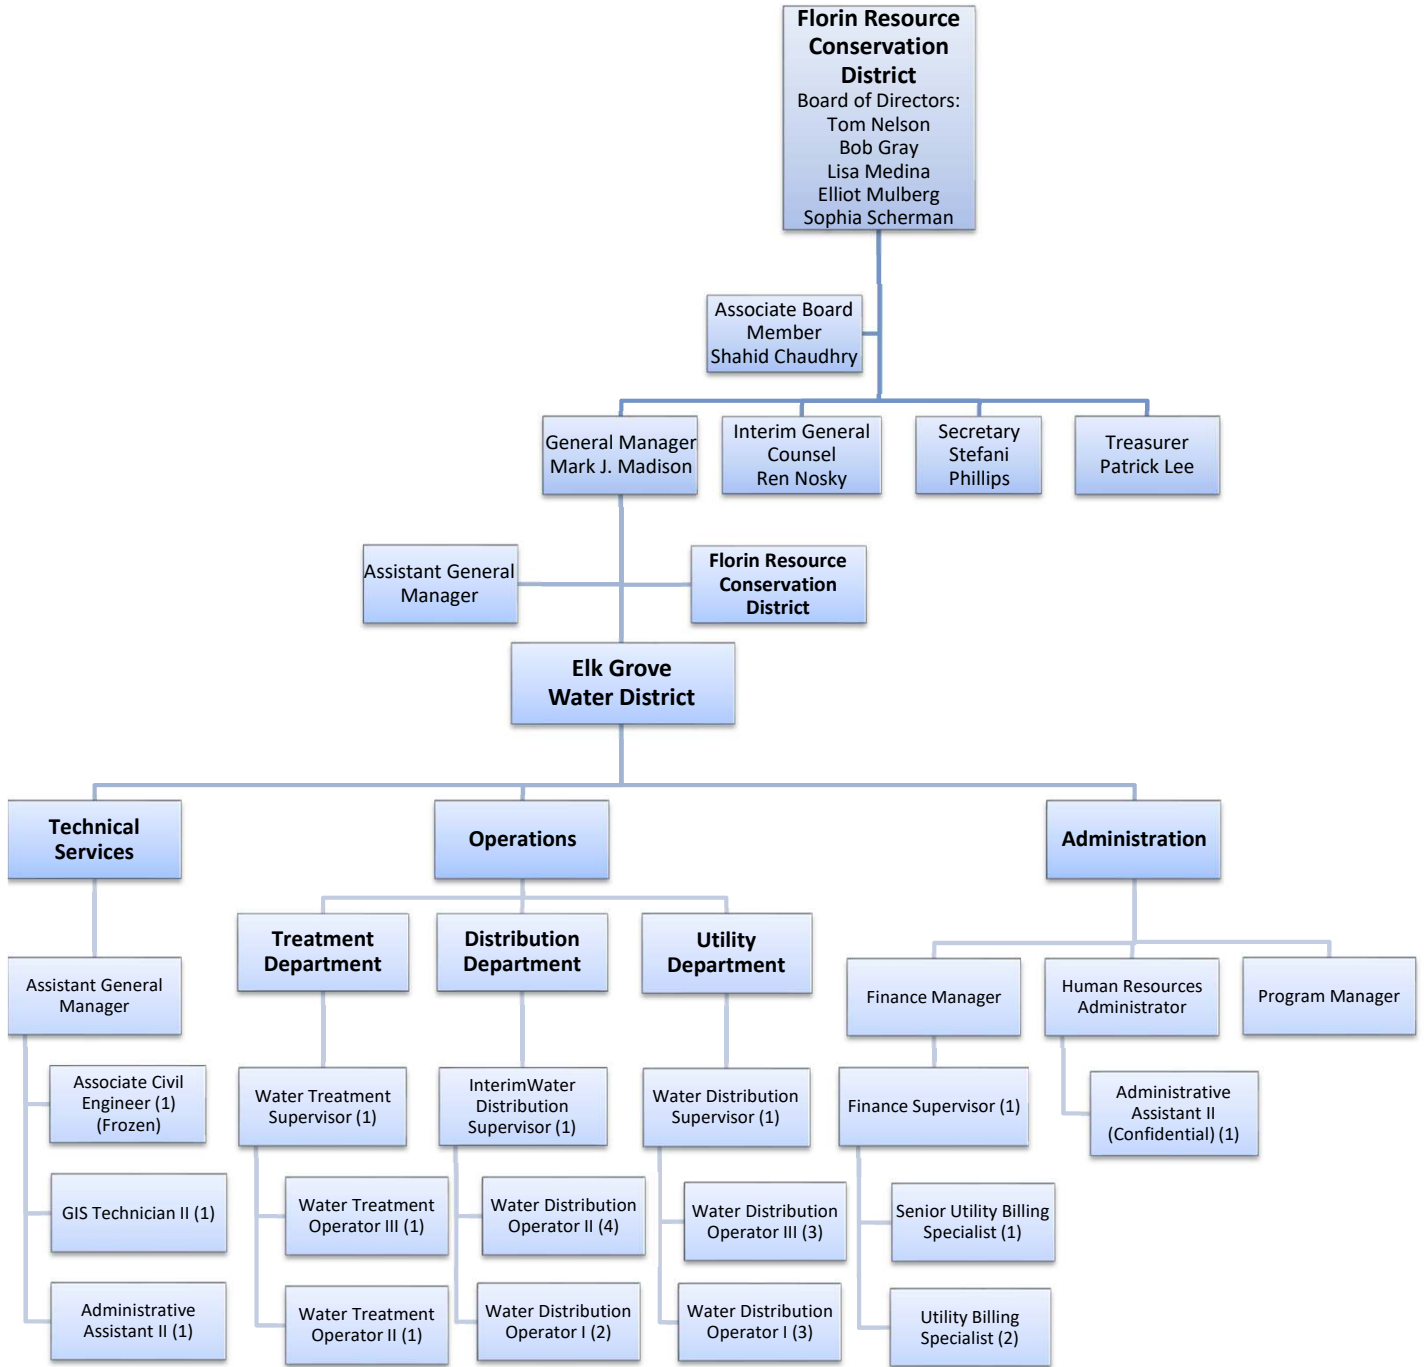 Florin Resource
Conservation
District
Board of Directors:
Tom Nelson
Bob Gray
Lisa Medina
Elliot Mulberg
Sophia Scherman
Associate Board
Member
Shahid Chaudhry
General Manager
Mark J. Madison
Interim General
Counsel
Ren Nosky
Secretary
Stefani
Phillips
Treasurer
Patrick Lee
Assistant General
Manager
Florin Resource
Conservation
District
Elk Grove
Water District
Technical
Services
Operations
Administration
Assistant General
Manager
Associate Civil
Engineer (1)
(Frozen)
GIS Technician II (1)
Administrative
Assistant II (1)
Treatment
Department
Water Treatment
Supervisor (1)
Water Treatment
Operator III (1)
Water Treatment
Operator II (1)
Distribution
Department
InterimWater
Distribution
Supervisor (1)
Water Distribution
Operator II (4)
Water Distribution
Operator I (2)
Utility
Department
Water Distribution
Supervisor (1)
Water Distribution
Operator III (3)
Water Distribution
Operator I (3)
Finance Manager
Finance Supervisor (1)
Senior Utility Billing
Specialist (1)
Utility Billing
Specialist (2)
Human Resources
Administrator
Administrative
Assistant II
(Confidential) (1)
Program Manager